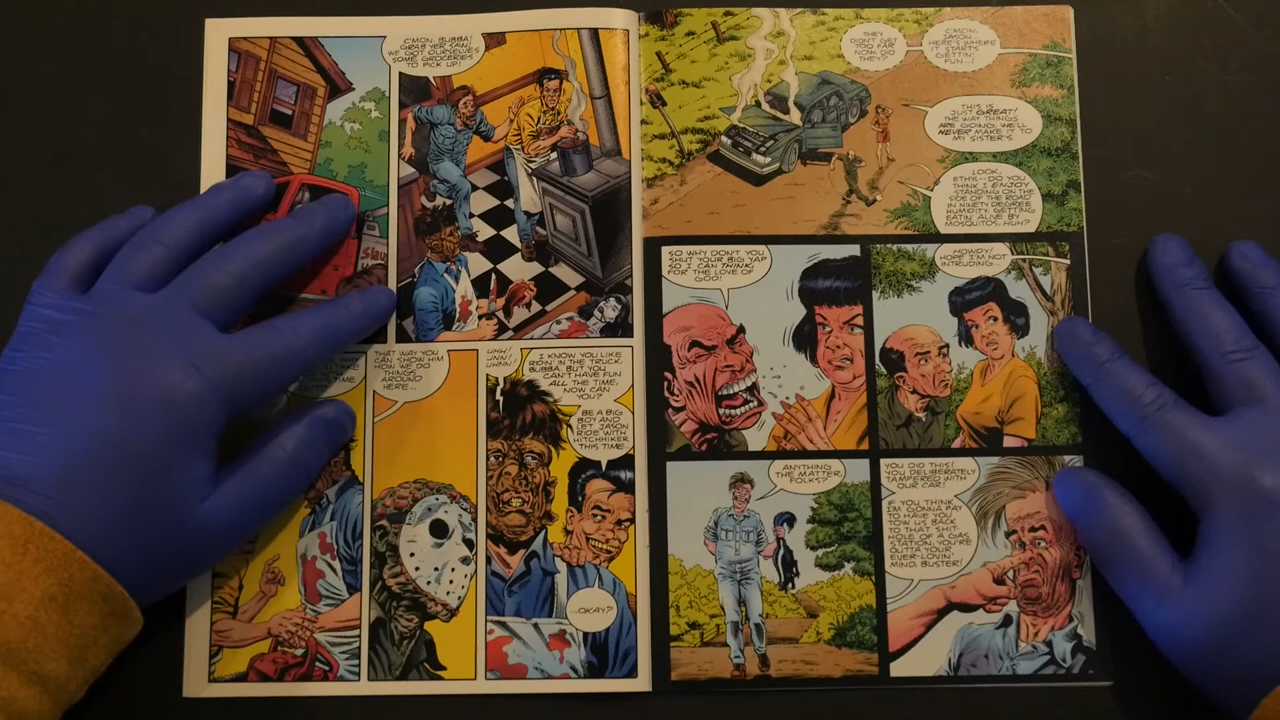 C'MON, BUBBA!
GRAB YER SAW!
WE GOT OURSELVES
SOME GROCERIES
TO PICK UP!
Slau
TIME
THAT WAY YOU
CAN SHOW HIM
HOW WE DO
THINGS
AROUND
HERE...
UHH!
UNN!
UHNN!
I KNOW YOU LIKE
RIDIN' IN THE TRUCK,
BUBBA. BUT YOU
CAN'T HAVE FUN
ALL THE TIME,
NOW CAN
YOU?
BE A BIG
BOY AND
LET JASON
RIDE WITH
HITCHHIKER
THIS TIME...
...OKAY?
THEY
DIDN'T GET
TOO FAR
NOW, DID
THEY?
C'MON,
JASON...
HERE'S WHERE
IT STARTS
GETTIN'
FUN...!
THIS IS
JUST GREAT!
THE WAY THINGS
ARE GOING, WE'LL
NEVER MAKE IT TO
MY SISTER'S.
LOOK,
ETHYL--DO YOU
THINK I ENJOY
STANDING ON THE
SIDE OF THE ROAD
IN NINETY DEGREE
HUMIDITY, GETTING
EATIN' ALIVE BY
MOSQUITOS, HUH?
SO WHY DON'T YOU
SHUT YOUR BIG YAP
SO I CAN THINK,
FOR THE LOVE OF
GOD!
HOWDY!
HOPE I'M NOT
INTRUDING...
ANYTHING
THE MATTER,
FOLKS?
YOU DID THIS!
YOU DELIBERATELY
TAMPERED WITH
OUR CAR!
IF YOU THINK
I'M GONNA PAY
TO HAVE YOU
TOW US BACK
TO THAT SHIT
HOLE OF A GAS
STATION, YOU'RE
OUTTA YOUR
EVER-LOVIN'
MIND, BUSTER!